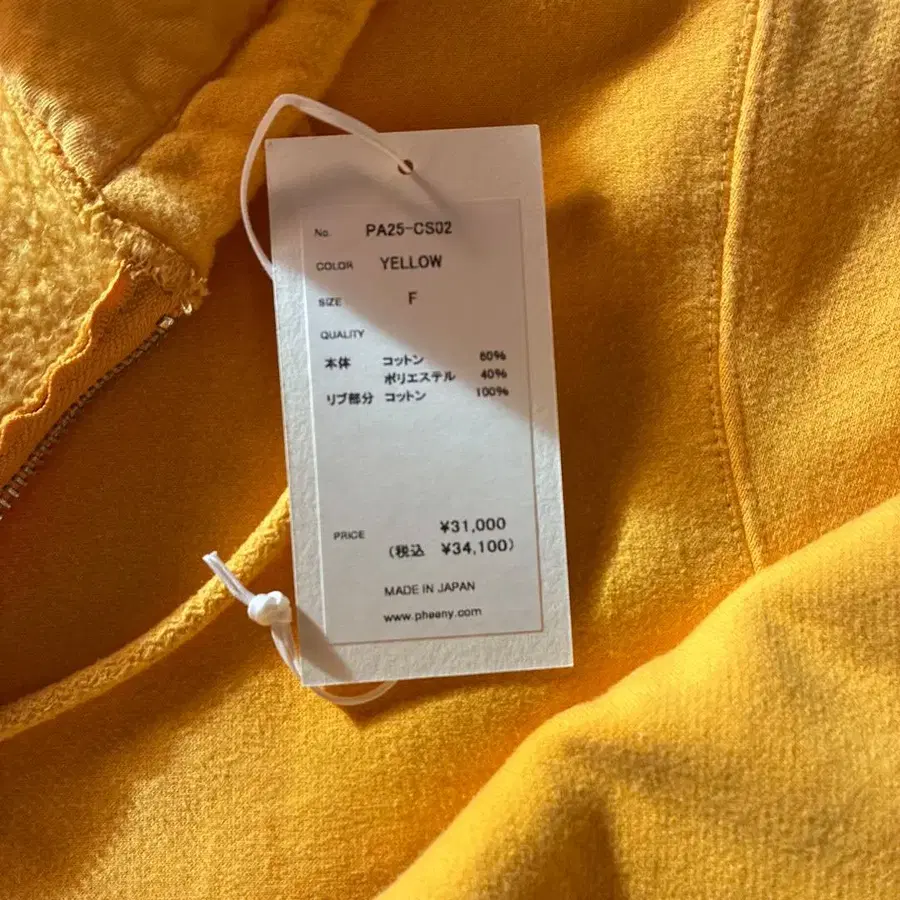 No. PA25-CS02
COLOR YELLOW
SIZE F
QUALITY
本体 コットン 60%
ポリエステル 40%
リブ部分 コットン 100%
PRICE ¥31,000
(税込 ¥34,100)
MADE IN JAPAN
www.pheeny.com